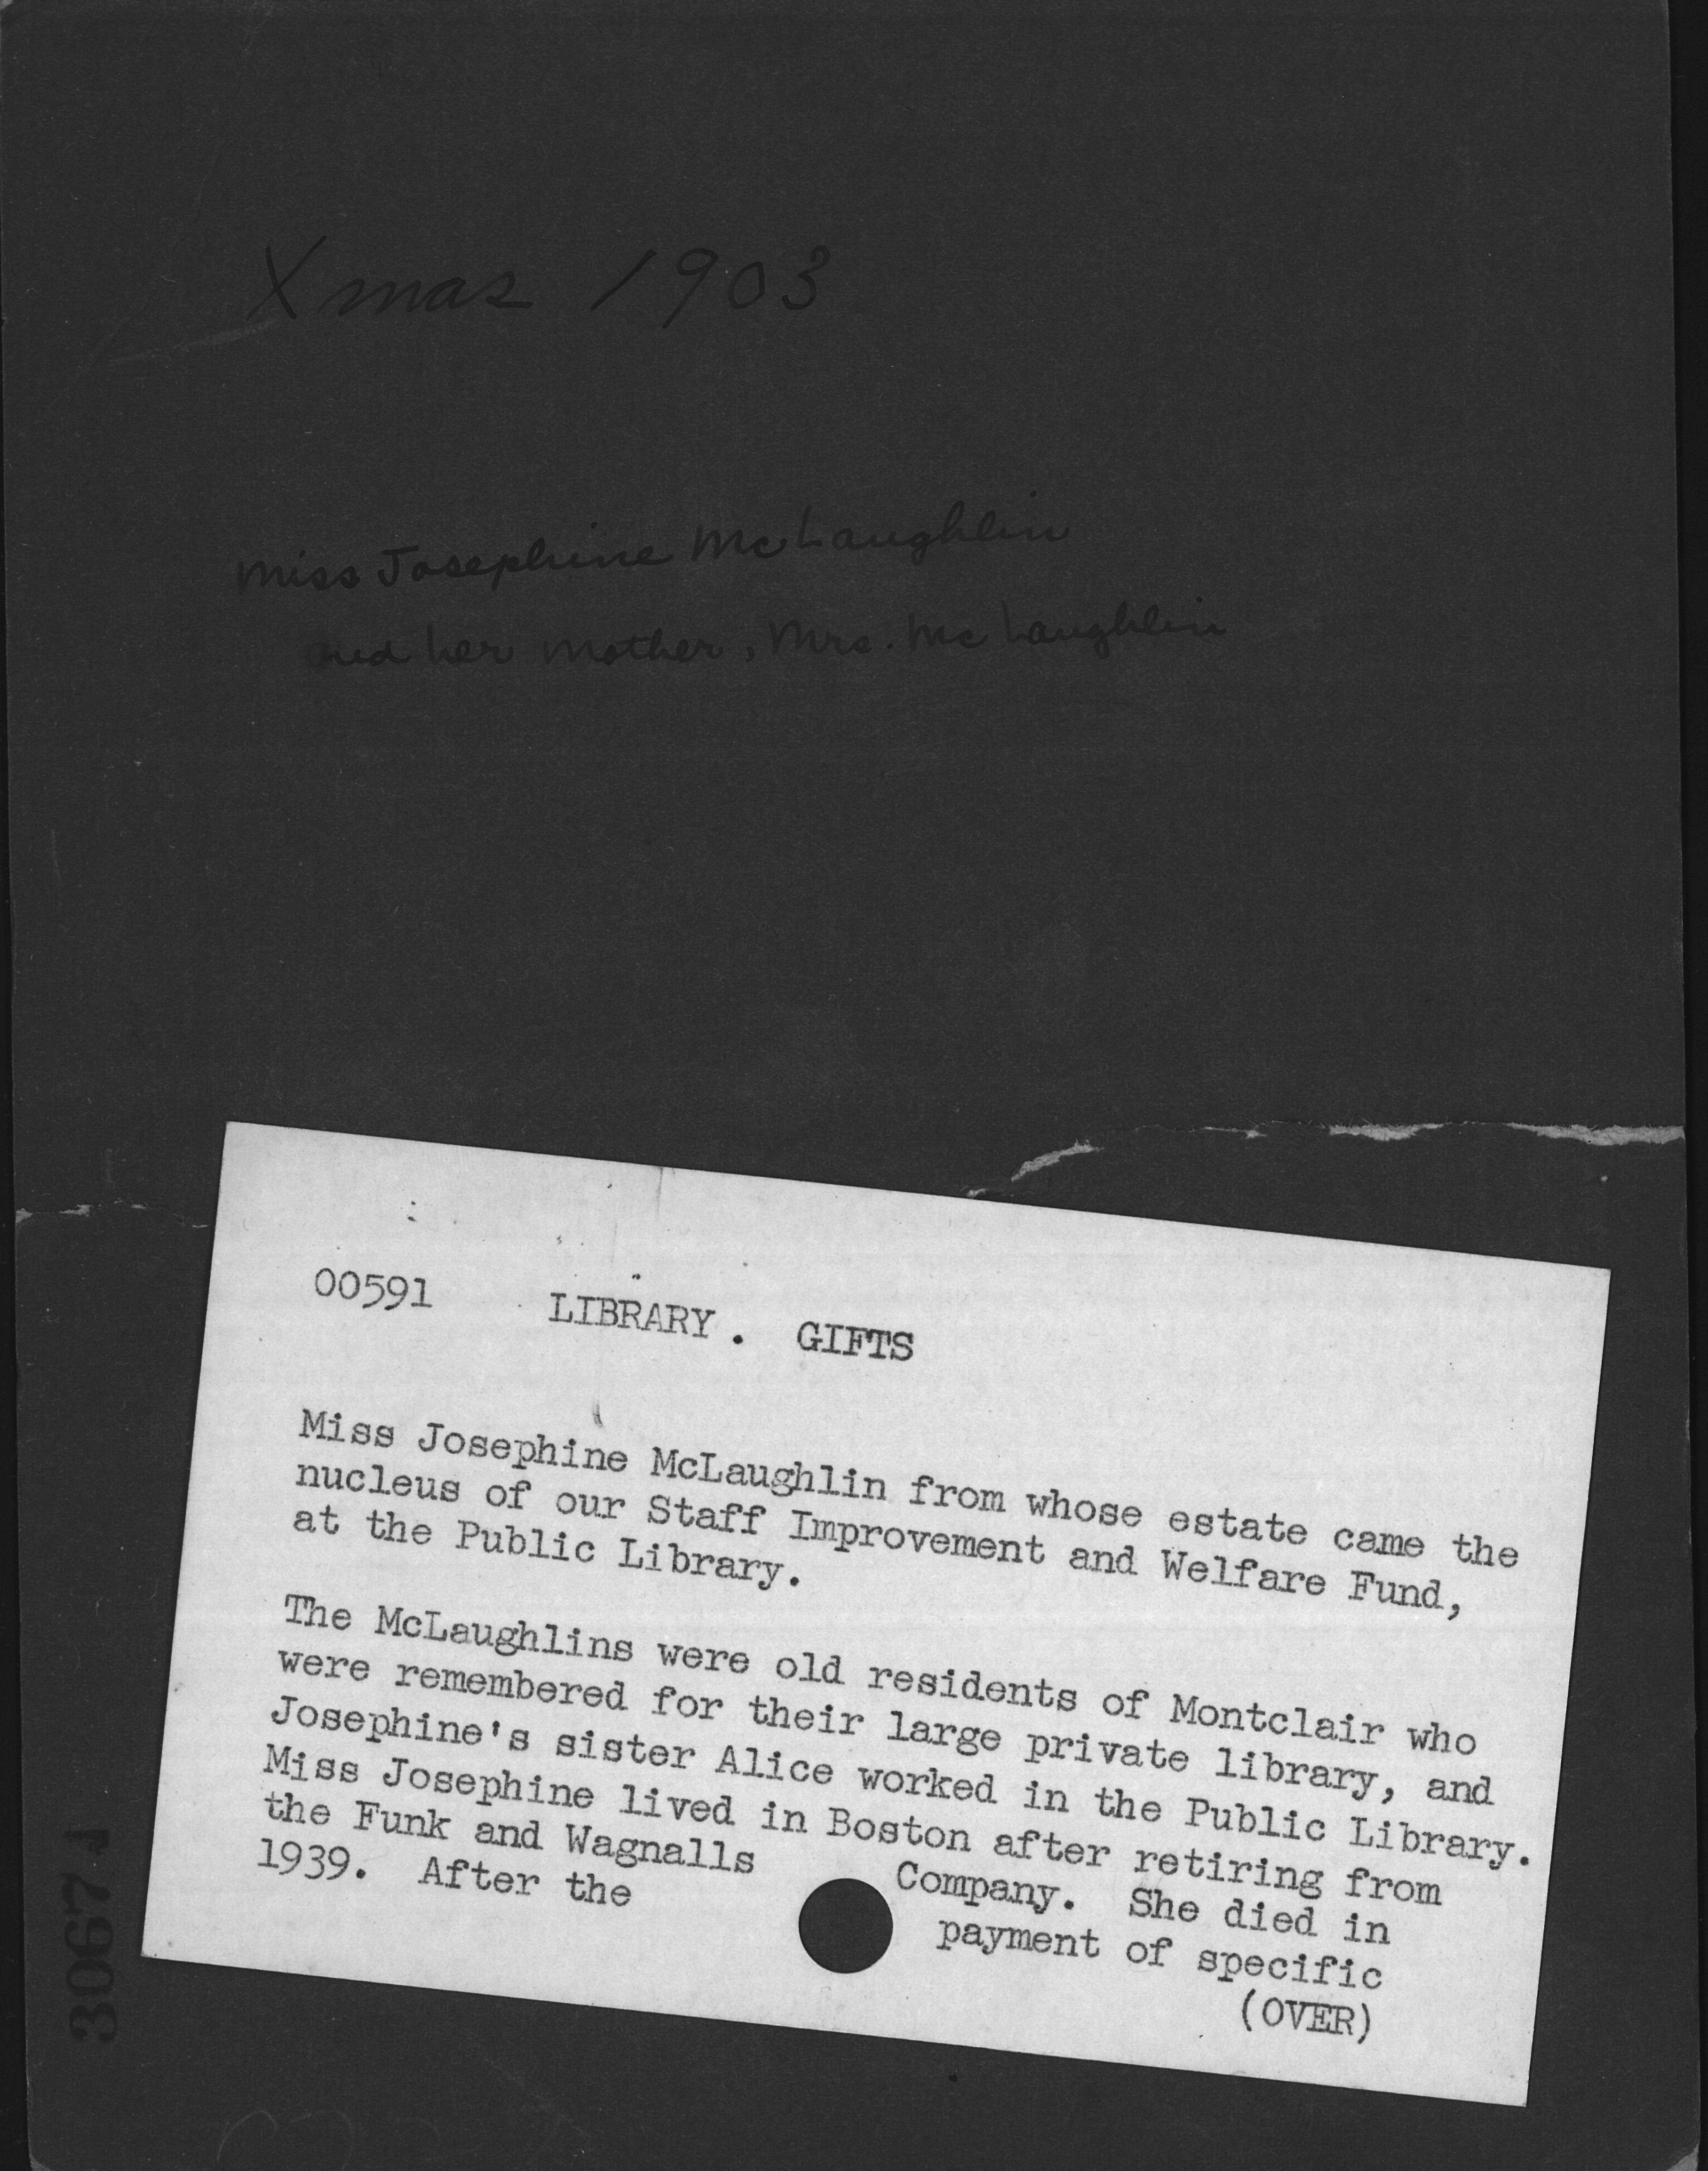 Xmas 1903
Miss Josephine McLaughlin
and her mother, Mrs. McLaughlin
00591 LIBRARY. GIFTS
Miss Josephine McLaughlin from whose estate came the
nucleus of our Staff Improvement and Welfare Fund,
at the Public Library.
The McLaughlins were old residents of Montclair who
were remembered for their large private library, and
Josephine's sister Alice worked in the Public Library.
Miss Josephine lived in Boston after retiring from
the Funk and Wagnalls Company. She died in
1939. After the payment of specific
(OVER)
3067